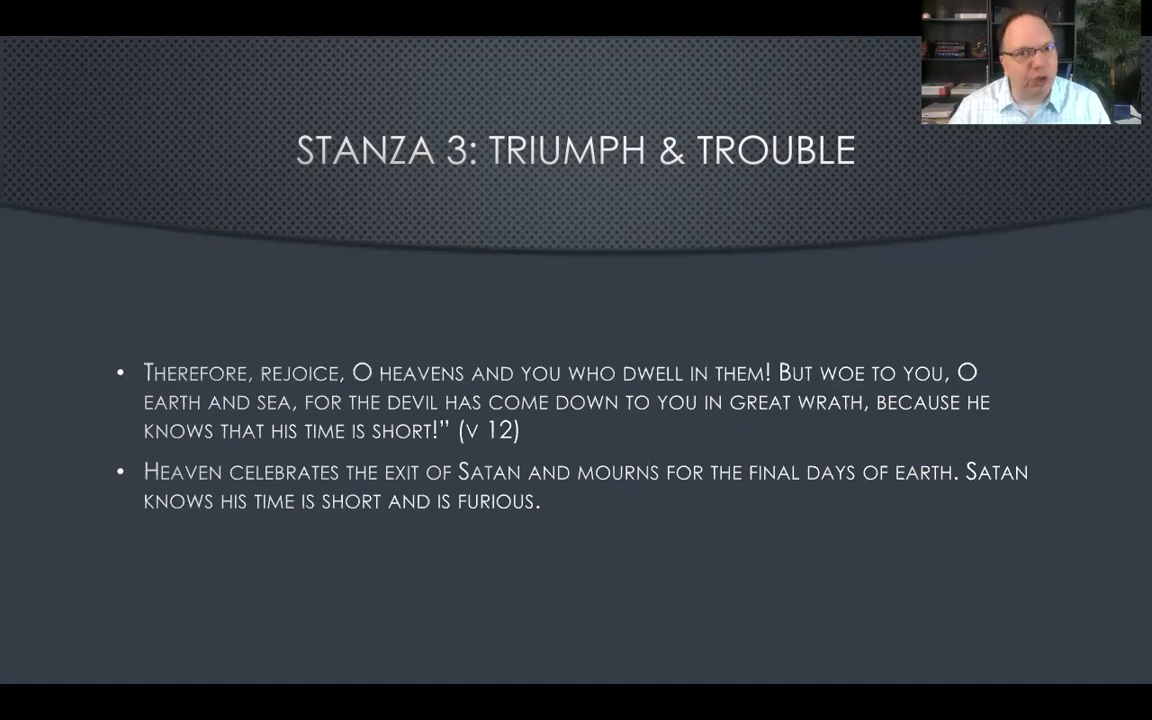 STANZA 3: TRIUMPH & TROUBLE
• THEREFORE, REJOICE, O HEAVENS AND YOU WHO DWELL IN THEM! BUT WOE TO YOU, O
EARTH AND SEA, FOR THE DEVIL HAS COME DOWN TO YOU IN GREAT WRATH, BECAUSE HE
KNOWS THAT HIS TIME IS SHORT!” (V 12)
• HEAVEN CELEBRATES THE EXIT OF SATAN AND MOURNS FOR THE FINAL DAYS OF EARTH. SATAN
KNOWS HIS TIME IS SHORT AND IS FURIOUS.